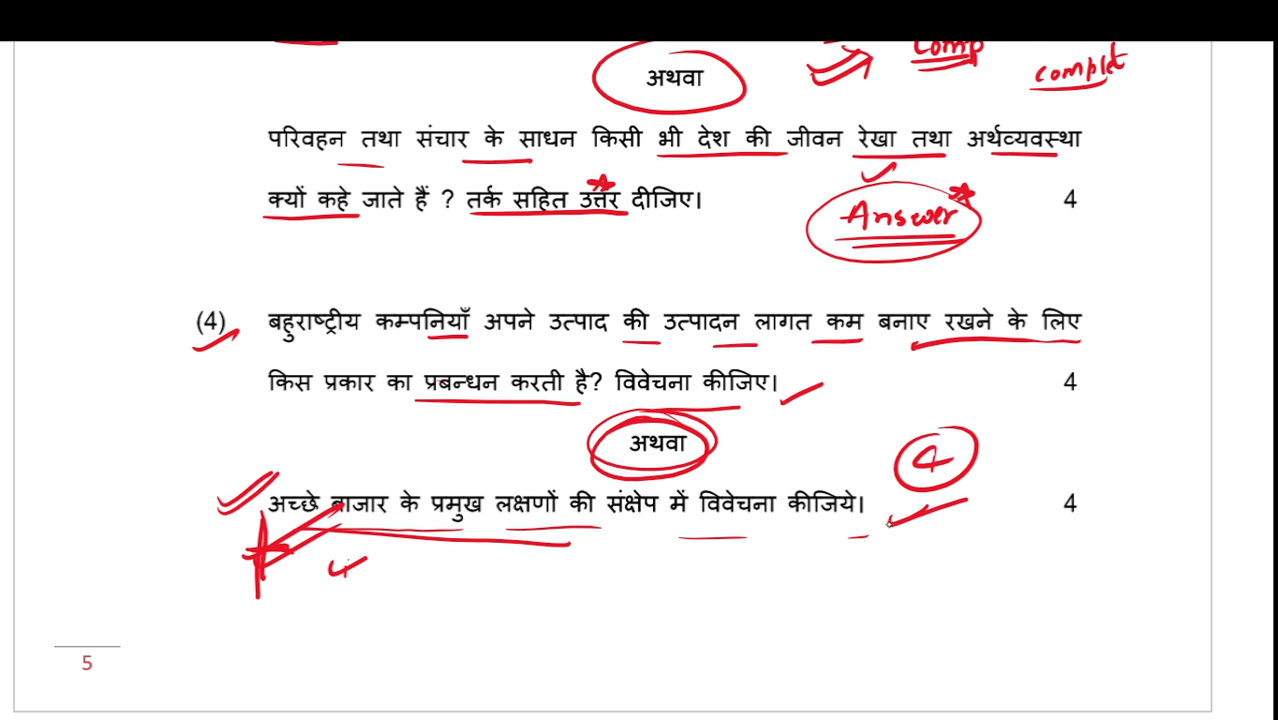 comp
complet
अथवा
परिवहन तथा संचार के साधन किसी भी देश की जीवन रेखा तथा अर्थव्यवस्था
क्यों कहे जाते हैं ? तर्क सहित उत्तर दीजिए। 4
Answer
(4) बहुराष्ट्रीय कम्पनियाँ अपने उत्पाद की उत्पादन लागत कम बनाए रखने के लिए
किस प्रकार का प्रबन्धन करती है? विवेचना कीजिए। 4
अथवा
4
अच्छे बाजार के प्रमुख लक्षणों की संक्षेप में विवेचना कीजिये। 4
5